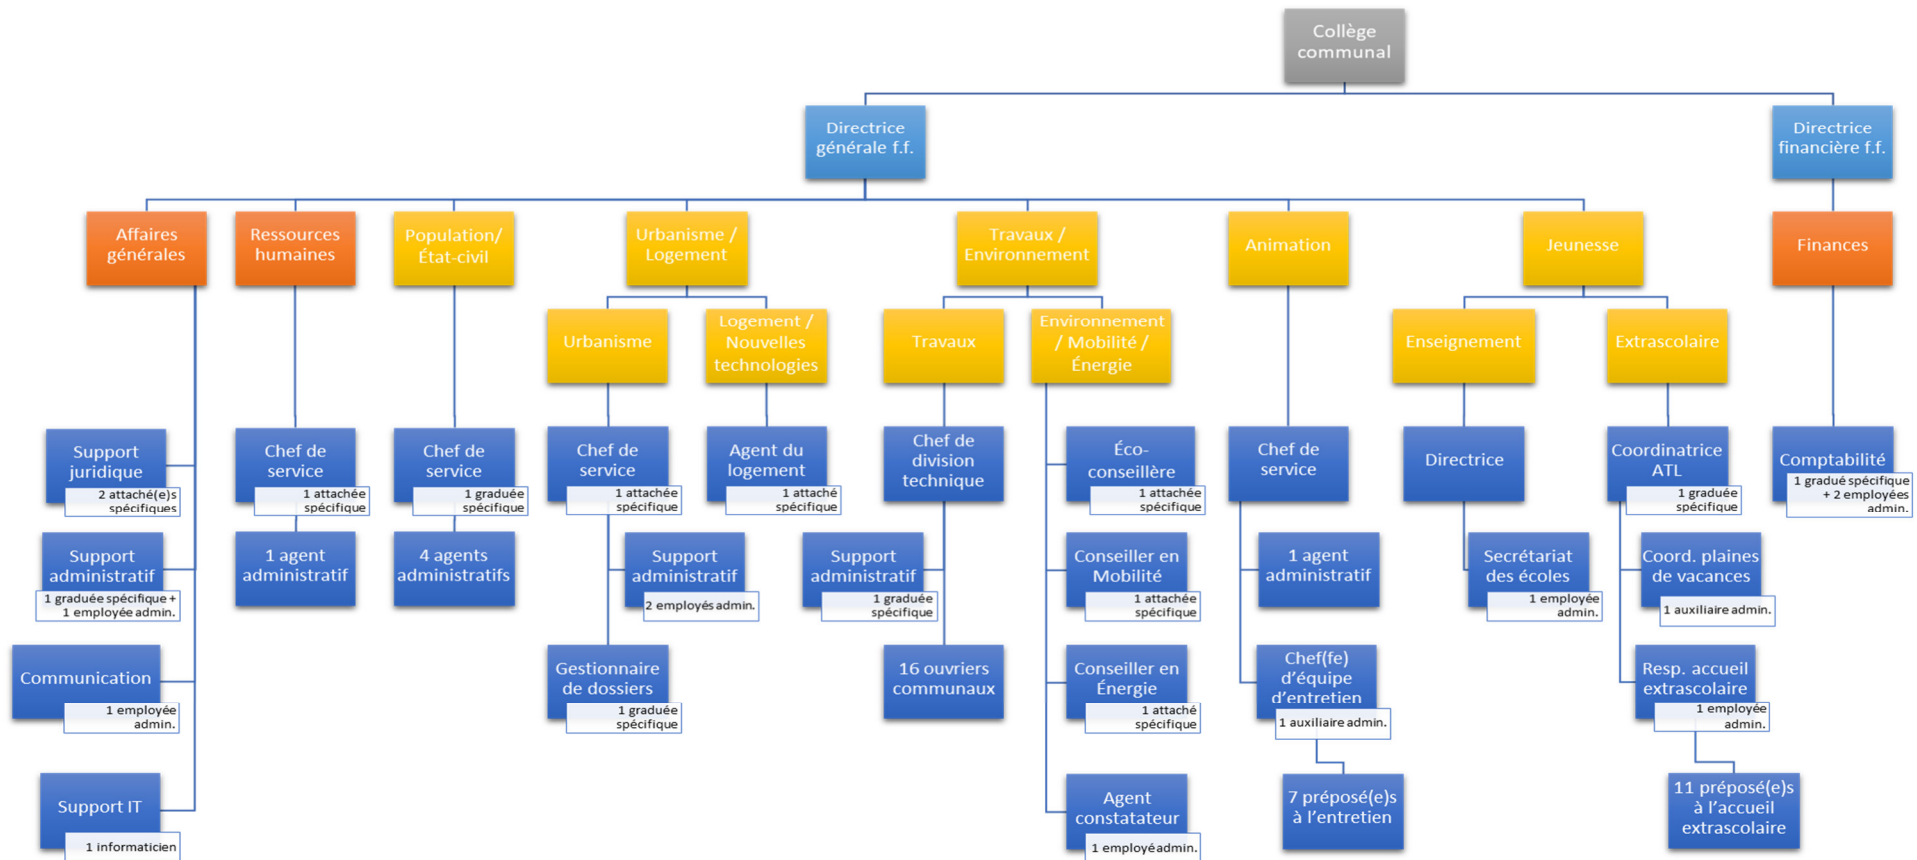 Collège
communal
Directrice
générale f.f.
Directrice
financière f.f.
Affaires
générales
Ressources
humaines
Population/
État-civil
Urbanisme /
Logement
Travaux /
Environnement
Animation
Jeunesse
Finances
Urbanisme
Logement /
Nouvelles
technologies
Travaux
Environnement
/ Mobilité /
Énergie
Enseignement
Extrascolaire
Support
juridique
2 attaché(e)s
spécifiques
Chef de
service
1 attachée
spécifique
Chef de
service
1 graduée
spécifique
Chef de
service
1 attachée
spécifique
Agent du
logement
1 attaché
spécifique
Chef de
division
technique
Éco-
conseillère
1 attachée
spécifique
Chef de
service
Directrice
Coordinatrice
ATL
1 graduée
spécifique
Comptabilité
1 gradué spécifique
+ 2 employées
admin.
Support
administratif
1 graduée spécifique +
1 employée admin.
1 agent
administratif
4 agents
administratifs
Support
administratif
2 employés admin.
Support
administratif
1 graduée
spécifique
Conseiller en
Mobilité
1 attachée
spécifique
1 agent
administratif
Secrétariat
des écoles
1 employée
admin.
Coord. plaines
de vacances
1 auxiliaire admin.
Communication
1 employée
admin.
Gestionnaire
de dossiers
1 graduée
spécifique
16 ouvriers
communaux
Conseiller en
Énergie
1 attaché
spécifique
Chef(fe)
d'équipe
d'entretien
1 auxiliaire admin.
Resp. accueil
extrascolaire
1 employée
admin.
Support IT
1 informaticien
Agent
constatateur
1 employéadmin.
7 préposé(e)s
à l'entretien
11 préposé(e)s
à l'accueil
extrascolaire